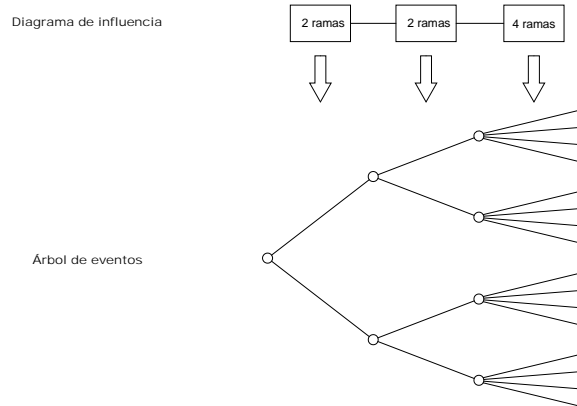 Diagrama de influencia
2 ramas
2 ramas
4 ramas
Árbol de eventos